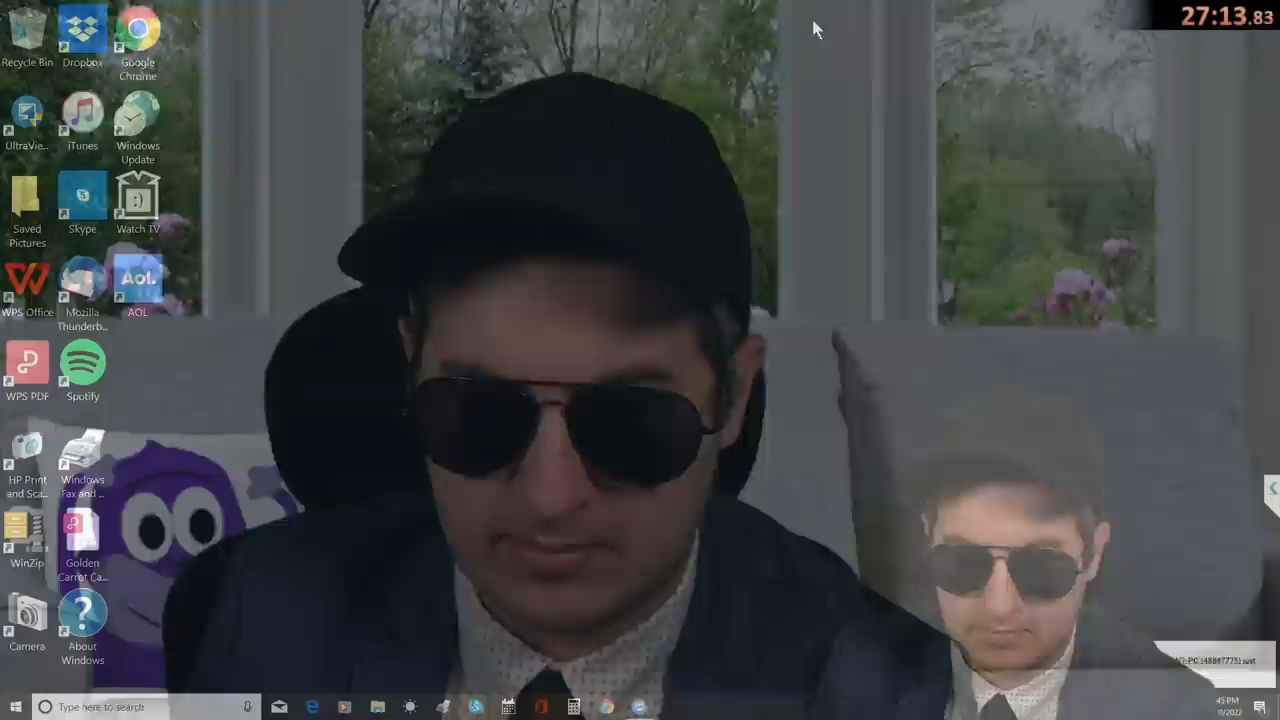 27:13.83
Recycle Bin
Dropbox
Google
Chrome
UltraVie...
iTunes
Windows
Update
Saved
Pictures
Skype
Watch TV
WPS Office
Mozilla
Thunderb...
Aol.
AOL
WPS PDF
Spotify
HP Print
and Sca...
Windows
Fax and ...
WinZip
Golden
Carrot Ca...
Camera
?
About
Windows
Type here to search
45 PM